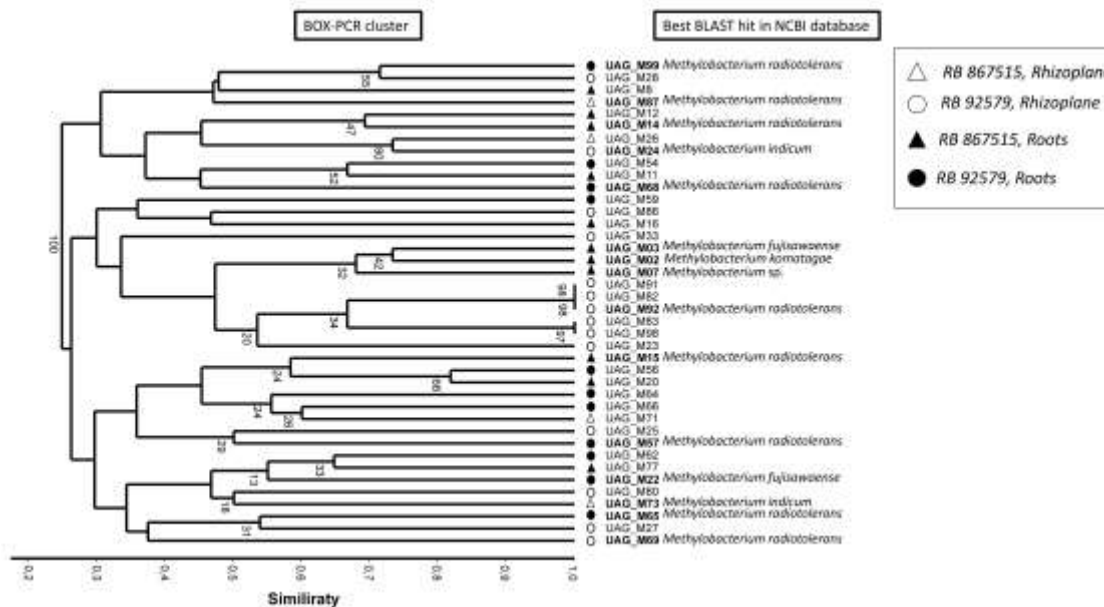 BOX-PCR cluster
Best BLAST hit in NCBI database
RB 867515, Rhizoplane
RB 92579, Rhizoplane
RB 867515, Roots
RB 92579, Roots
UAG_M99 Methylobacterium radiotolerans
UAG_M28
UAG_M8
UAG_M87 Methylobacterium radiotolerans
UAG_M12
UAG_M14 Methylobacterium radiotolerans
UAG_M26
UAG_M24 Methylobacterium indicum
UAG_M54
UAG_M11
UAG_M68 Methylobacterium radiotolerans
UAG_M59
UAG_M86
UAG_M16
UAG_M33
UAG_M03 Methylobacterium fujisawaense
UAG_M02 Methylobacterium komatagae
UAG_M07 Methylobacterium sp.
UAG_M91
UAG_M82
UAG_M92 Methylobacterium radiotolerans
UAG_M83
UAG_M98
UAG_M23
UAG_M15 Methylobacterium radiotolerans
UAG_M56
UAG_M20
UAG_M64
UAG_M66
UAG_M71
UAG_M25
UAG_M57 Methylobacterium radiotolerans
UAG_M62
UAG_M77
UAG_M22 Methylobacterium fujisawaense
UAG_M80
UAG_M73 Methylobacterium indicum
UAG_M65 Methylobacterium radiotolerans
UAG_M27
UAG_M69 Methylobacterium radiotolerans
55
47
90
52
100
42
32
98
98
34
97
20
24
66
24
28
29
33
13
18
31
0,2 0,3 0,4 0,5 0,6 0,7 0,8 0,9 1,0
Similiraty